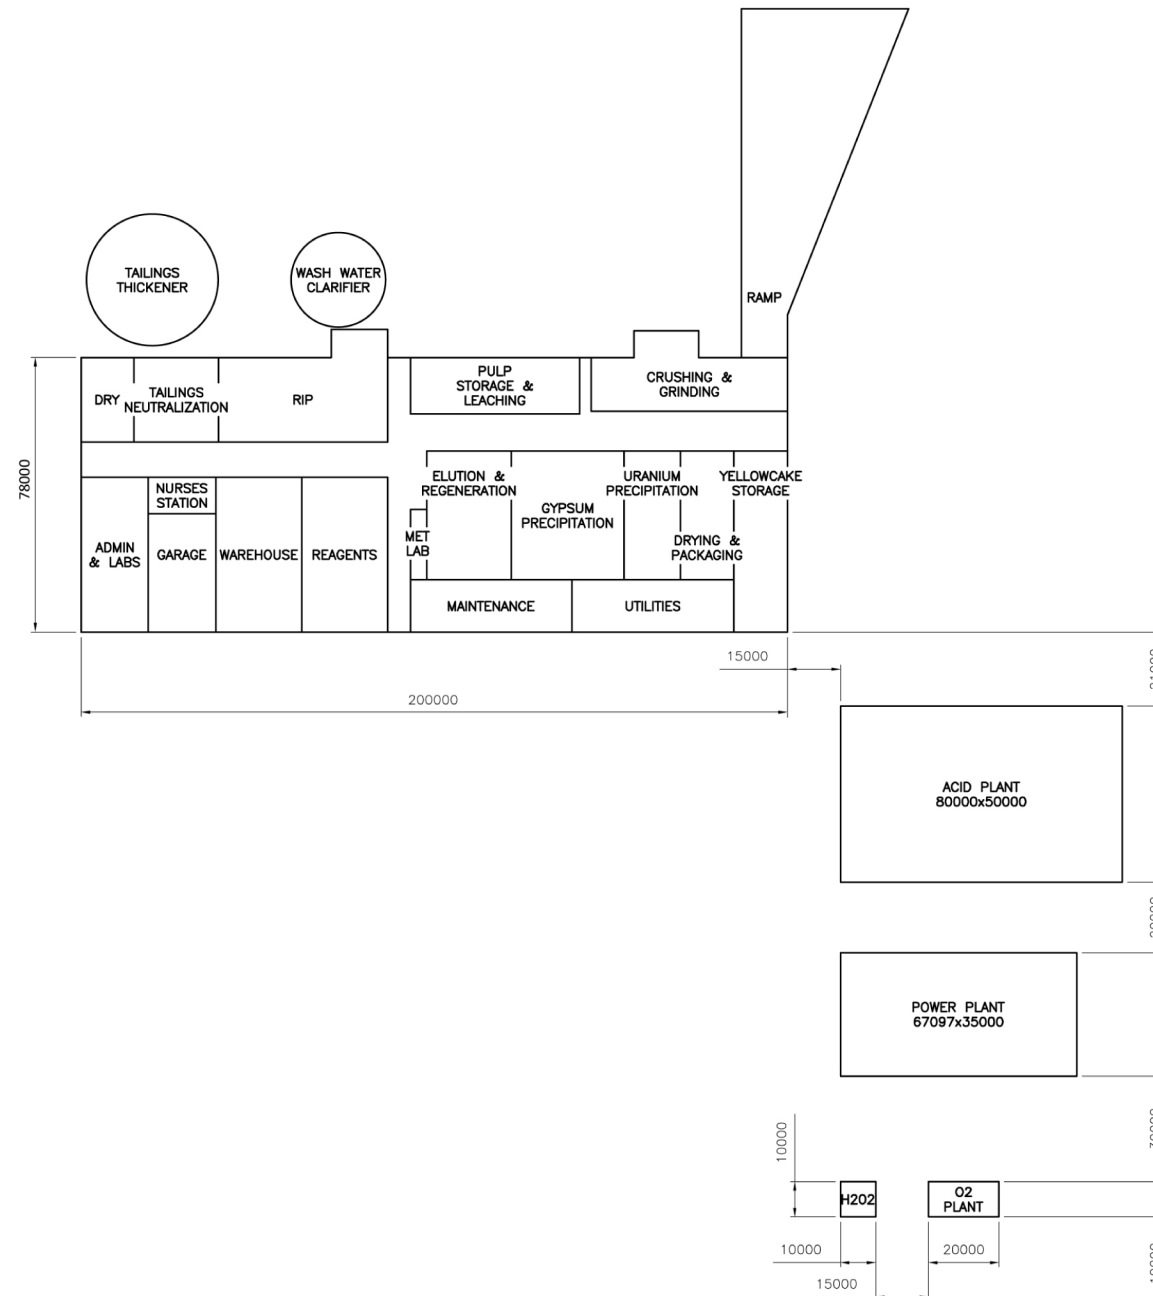 TAILINGS
THICKENER
WASH WATER
CLARIFIER
RAMP
DRY
TAILINGS
NEUTRALIZATION
RIP
PULP
STORAGE &
LEACHING
CRUSHING &
GRINDING
78000
NURSES
STATION
ADMIN
& LABS
GARAGE
WAREHOUSE
REAGENTS
MET
LAB
ELUTION &
REGENERATION
GYPSUM
PRECIPITATION
URANIUM
PRECIPITATION
DRYING &
PACKAGING
YELLOWCAKE
STORAGE
MAINTENANCE
UTILITIES
15000
200000
ACID PLANT
80000x50000
POWER PLANT
67097x35000
10000
H2O2
O2
PLANT
10000
20000
15000